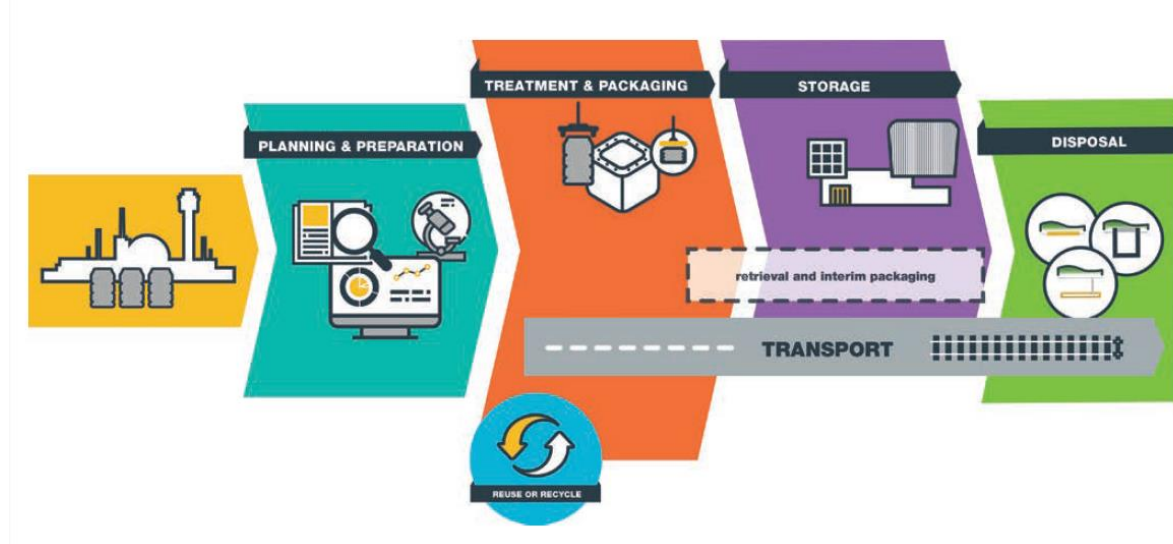 PLANNING & PREPARATION
TREATMENT & PACKAGING
STORAGE
DISPOSAL
retrieval and interim packaging
TRANSPORT
REUSE OR RECYCLE